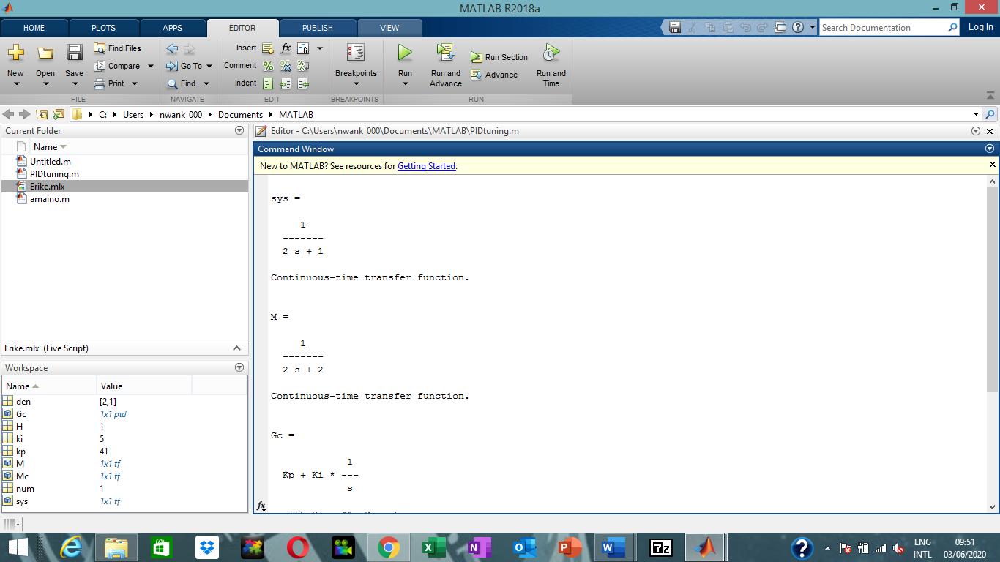 MATLAB R2018a
HOME PLOTS APPS EDITOR PUBLISH VIEW
Search Documentation
Log In
New Open Save
Find Files
Compare
Print
FILE
Go To
Find
NAVIGATE
Insert fx
Comment
Indent
EDIT
Breakpoints
BREAKPOINTS
Run
Run and Advance
Run Section
Advance
Run and Time
RUN
C: Users nwank_000 Documents MATLAB
Current Folder
Name
Untitled.m
PIDtuning.m
Erike.mlx
amaino.m
Erike.mlx (Live Script)
Workspace
Name Value
den [2,1]
Gc 1x1 pid
H 1
ki 5
kp 41
M 1x1 tf
Mc 1x1 tf
num 1
sys 1x1 tf
Editor - C:\Users\nwank_000\Documents\MATLAB\PIDtuning.m
Command Window
New to MATLAB? See resources for Getting Started.
sys =
1
-------
2 s + 1
Continuous-time transfer function.
M =
1
-------
2 s + 2
Continuous-time transfer function.
Gc =
1
Kp + Ki * ---
s
fx
7z
ENG
INTL
09:51
03/06/2020